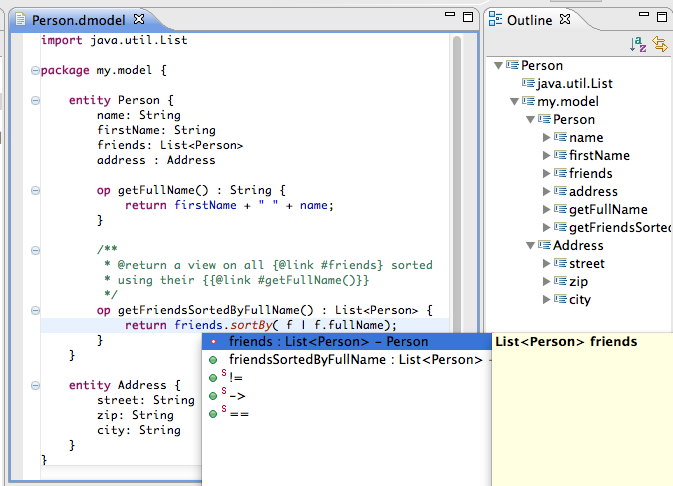 Person.dmodel
import java.util.List
package my.model {
entity Person {
name: String
firstName: String
friends: List<Person>
address : Address
op getFullName() : String {
return firstName + " " + name;
}
/**
* @return a view on all {@link #friends} sorted
* using their {{@link #getFullName()}}
*/
op getFriendsSortedByFullName() : List<Person> {
return friends.sortBy( f | f.fullName);
}
}
entity Address {
street: String
zip: String
city: String
}
}
friends : List<Person> – Person
friendsSortedByFullName : List<Person> –
S !=
S ->
S ==
List<Person> friends
Outline
Person
java.util.List
my.model
Person
name
firstName
friends
address
getFullName
getFriendsSorted
Address
street
zip
city